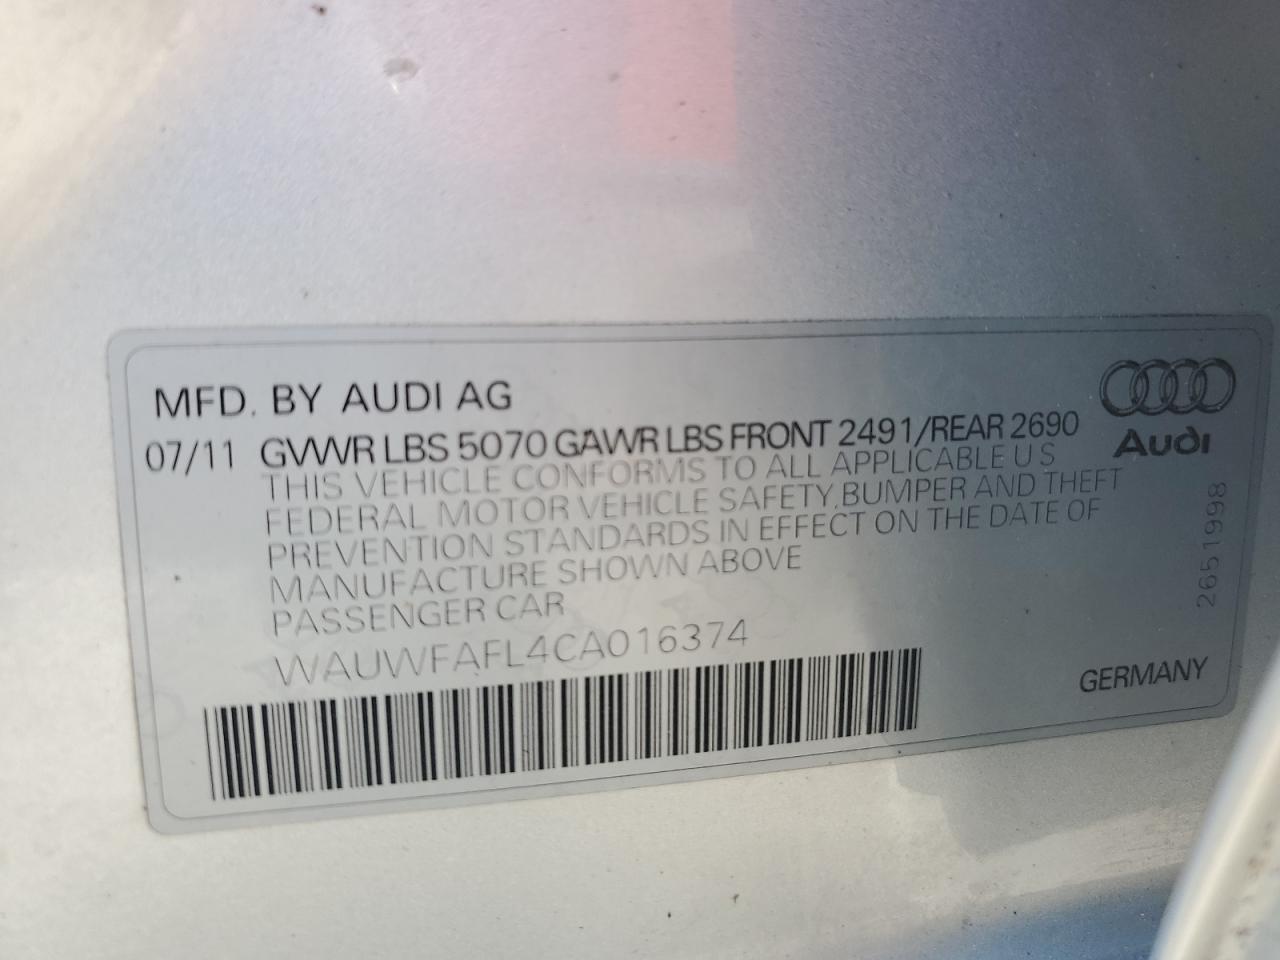 MFD. BY AUDI AG
07/11 GVWR LBS 5070 GAWR LBS FRONT 2491/REAR 2690
Audi
THIS VEHICLE CONFORMS TO ALL APPLICABLE U S
FEDERAL MOTOR VEHICLE SAFETY, BUMPER AND THEFT
PREVENTION STANDARDS IN EFFECT ON THE DATE OF
MANUFACTURE SHOWN ABOVE
PASSENGER CAR
WAUWFAFL4CA016374
GERMANY
2651998